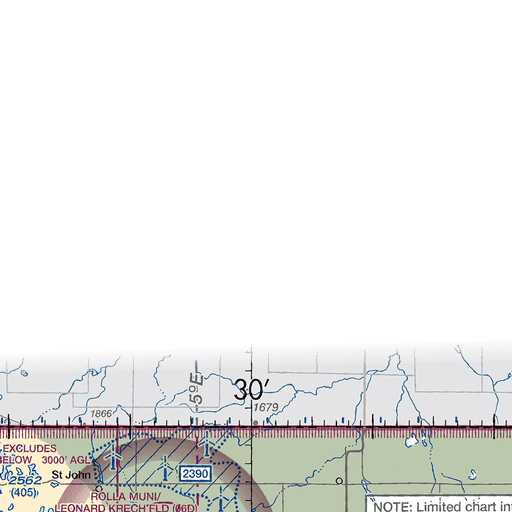 5°E
30'
1866
1679
EXCLUDES
BELOW 3000' AGL
2562
(405)
St John
2390
ROLLA MUNI/
LEONARD KRECH'FLD (06D)
NOTE: Limited chart in